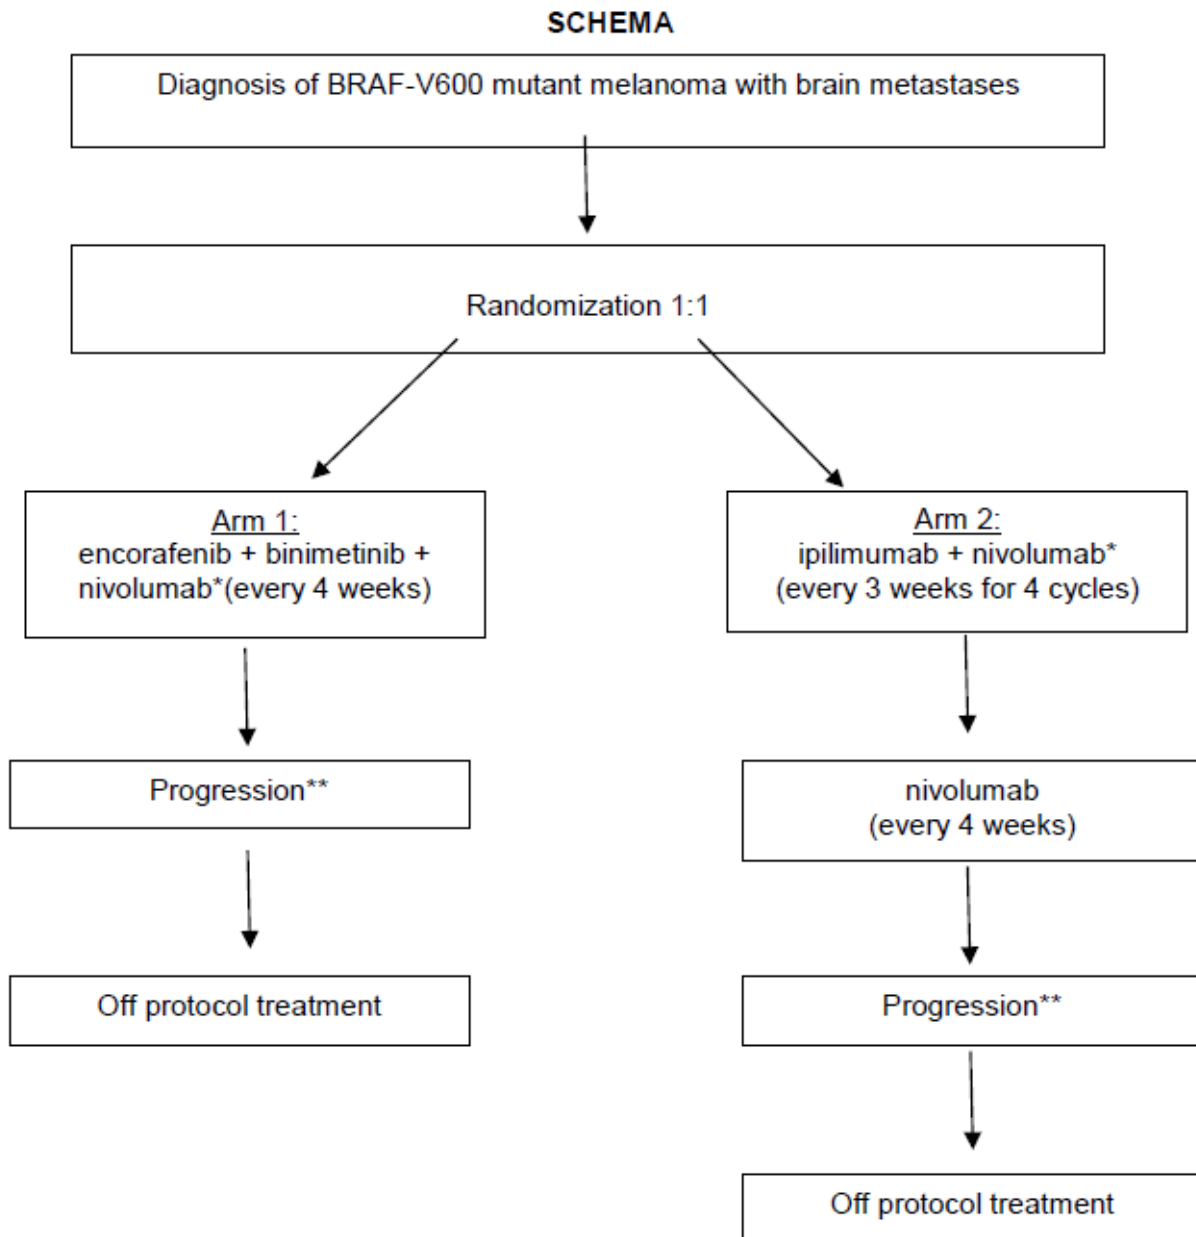 SCHEMA
Diagnosis of BRAF-V600 mutant melanoma with brain metastases
Randomization 1:1
Arm 1:
encorafenib + binimetinib +
nivolumab*(every 4 weeks)
Arm 2:
ipilimumab + nivolumab*
(every 3 weeks for 4 cycles)
Progression**
nivolumab
(every 4 weeks)
Off protocol treatment
Progression**
Off protocol treatment